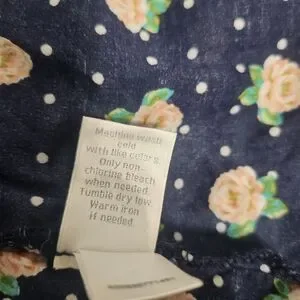 Machine wash
cold
with like colors.
Only non-
chlorine bleach
when needed.
Tumble dry low.
Warm iron
if needed.